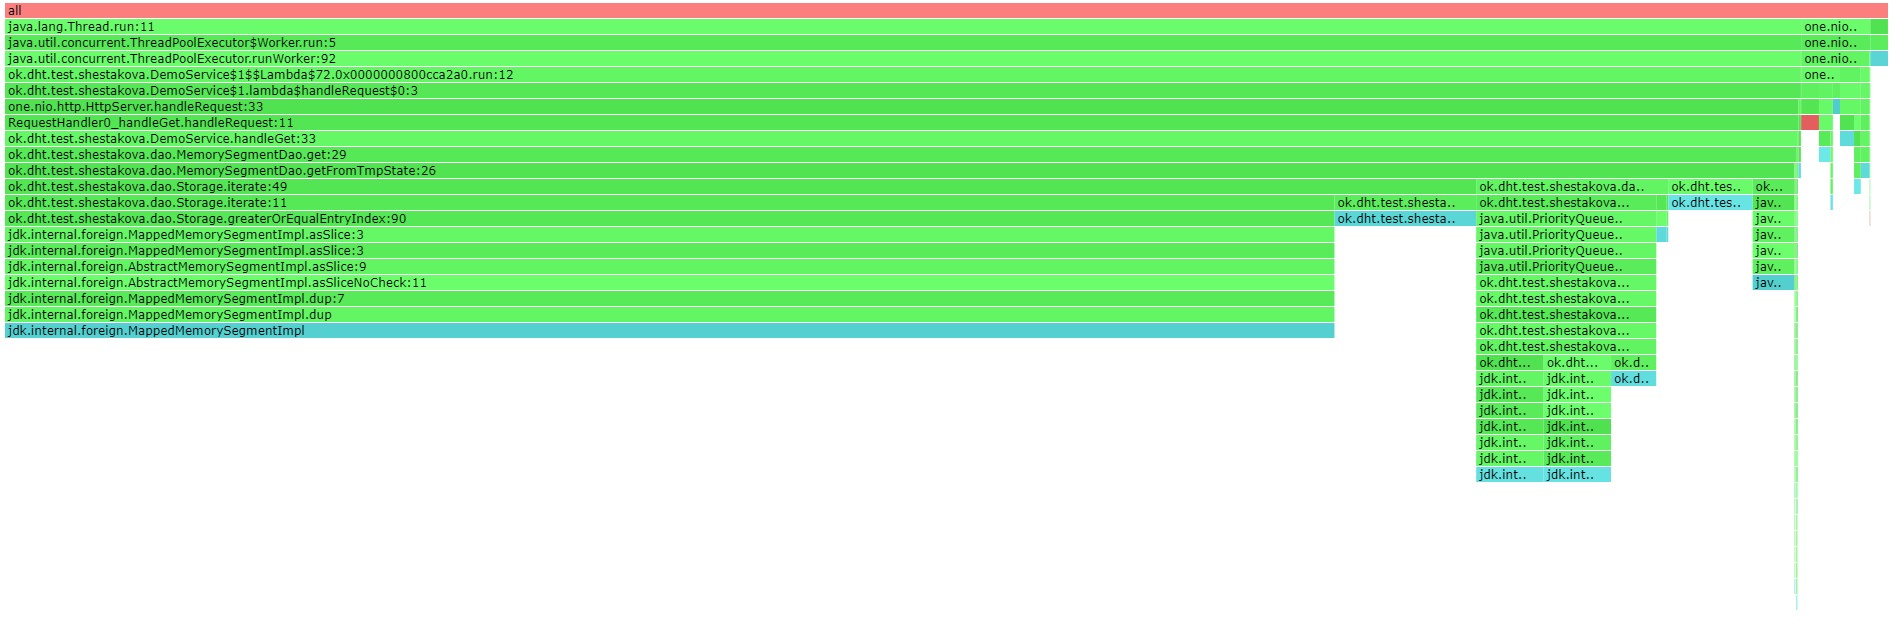 all
java.lang.Thread.run:11 one.nio..
java.util.concurrent.ThreadPoolExecutor$Worker.run:5 one.nio..
java.util.concurrent.ThreadPoolExecutor.runWorker:92 one.nio..
ok.dht.test.shestakova.DemoService$1$$Lambda$72.0x0000000800cca2a0.run:12 one..
ok.dht.test.shestakova.DemoService$1.lambda$handleRequest$0:3
one.nio.http.HttpServer.handleRequest:33
RequestHandler0_handleGet.handleRequest:11
ok.dht.test.shestakova.DemoService.handleGet:33
ok.dht.test.shestakova.dao.MemorySegmentDao.get:29
ok.dht.test.shestakova.dao.MemorySegmentDao.getFromTmpState:26
ok.dht.test.shestakova.dao.Storage.iterate:49 ok.dht.test.shestakova.da.. ok.dht.tes.. ok...
ok.dht.test.shestakova.dao.Storage.iterate:11 ok.dht.test.shesta.. ok.dht.test.shestakova... ok.dht.tes.. jav..
ok.dht.test.shestakova.dao.Storage.greaterOrEqualEntryIndex:90 ok.dht.test.shesta.. java.util.PriorityQueue.. jav..
jdk.internal.foreign.MappedMemorySegmentImpl.asSlice:3 java.util.PriorityQueue.. jav..
jdk.internal.foreign.MappedMemorySegmentImpl.asSlice:3 java.util.PriorityQueue.. jav..
jdk.internal.foreign.AbstractMemorySegmentImpl.asSlice:9 java.util.PriorityQueue.. jav..
jdk.internal.foreign.AbstractMemorySegmentImpl.asSliceNoCheck:11 ok.dht.test.shestakova... jav..
jdk.internal.foreign.MappedMemorySegmentImpl.dup:7 ok.dht.test.shestakova...
jdk.internal.foreign.MappedMemorySegmentImpl.dup ok.dht.test.shestakova...
jdk.internal.foreign.MappedMemorySegmentImpl ok.dht.test.shestakova...
ok.dht.test.shestakova...
ok.dht... ok.dht... ok.d..
jdk.int.. jdk.int.. ok.d..
jdk.int.. jdk.int..
jdk.int.. jdk.int..
jdk.int.. jdk.int..
jdk.int.. jdk.int..
jdk.int.. jdk.int..
jdk.int.. jdk.int..